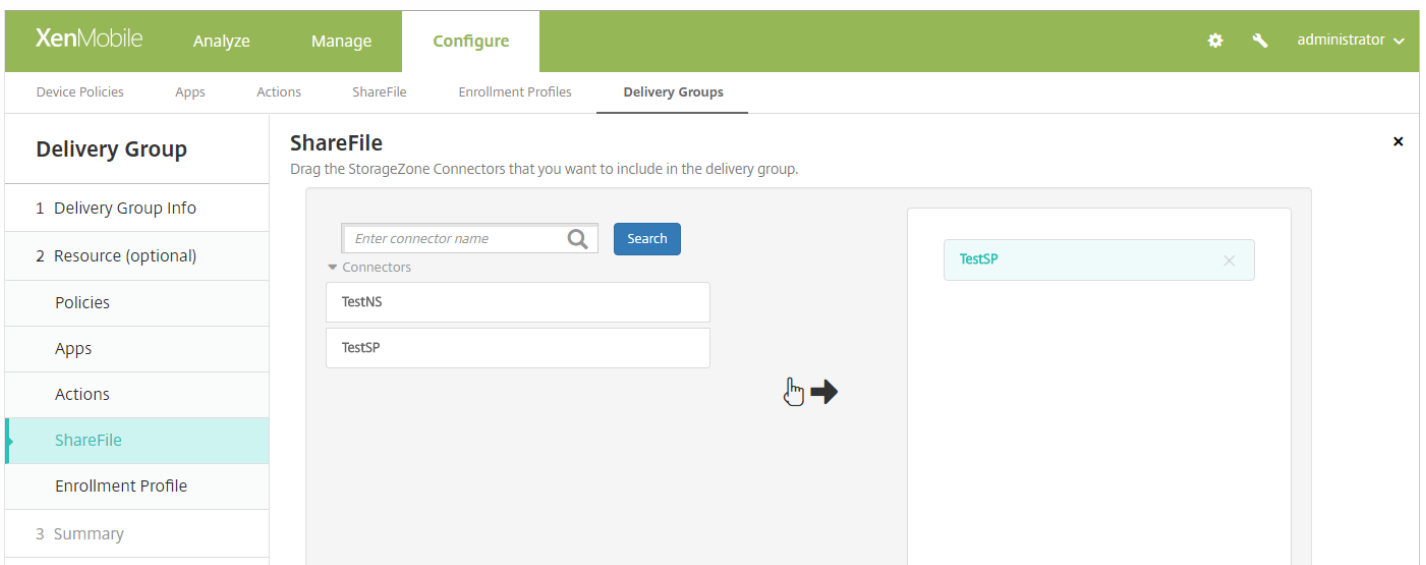 XenMobile Analyze Manage Configure administrator
Device Policies Apps Actions ShareFile Enrollment Profiles Delivery Groups
Delivery Group
1 Delivery Group Info
2 Resource (optional)
Policies
Apps
Actions
ShareFile
Enrollment Profile
3 Summary
ShareFile
Drag the StorageZone Connectors that you want to include in the delivery group.
Enter connector name Search
Connectors
TestNS
TestSP
TestSP